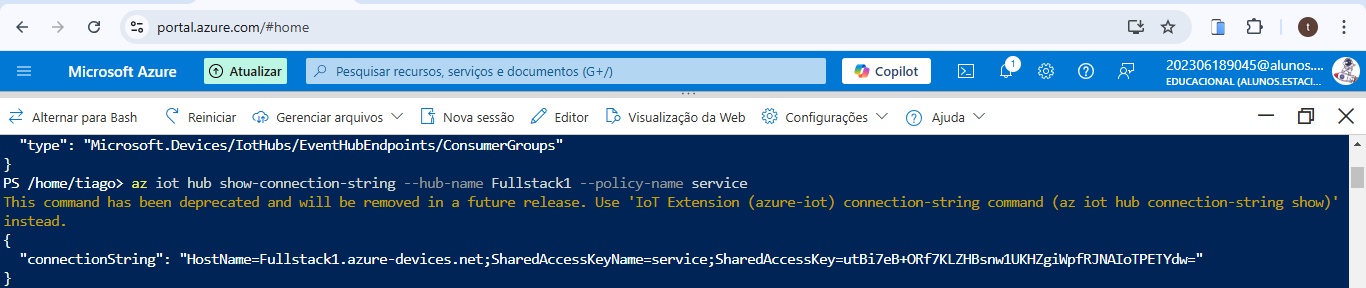 portal.azure.com/#home
t
Microsoft Azure
Atualizar
Pesquisar recursos, serviços e documentos (G+/)
Copilot
1
202306189045@alunos....
EDUCACIONAL (ALUNOS.ESTACI...
Alternar para Bash
Reiniciar
Gerenciar arquivos
Nova sessão
Editor
Visualização da Web
Configurações
Ajuda
"type": "Microsoft.Devices/IotHubs/EventHubEndpoints/ConsumerGroups"
}
PS /home/tiago> az iot hub show-connection-string --hub-name Fullstack1 --policy-name service
This command has been deprecated and will be removed in a future release. Use 'IoT Extension (azure-iot) connection-string command (az iot hub connection-string show)'
instead.
{
"connectionString": "HostName=Fullstack1.azure-devices.net;SharedAccessKeyName=service;SharedAccessKey=utBi7eB+ORf7KLZHBsnw1UKHZgiWpfRJNAIoTPETYdw="
}